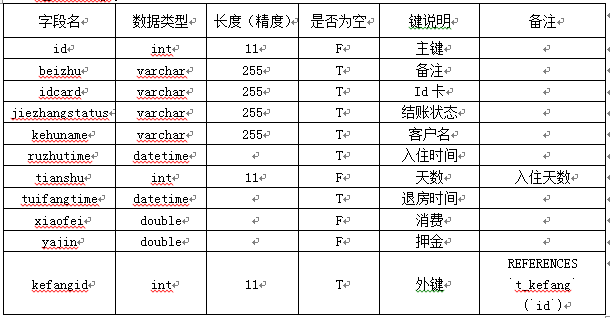 字段名 数据类型 长度（精度） 是否为空 键说明 备注
id int 11 F 主键
beizhu varchar 255 T 备注
idcard varchar 255 T Id卡
jiezhangstatus varchar 255 T 结账状态
kehuname varchar 255 T 客户名
ruzhutime datetime T 入住时间
tianshu int 11 F 天数 入住天数
tuifangtime datetime T 退房时间
xiaofei double F 消费
yajin double F 押金
kefangid int 11 T 外键 REFERENCES
`t_kefang`
(`id`)